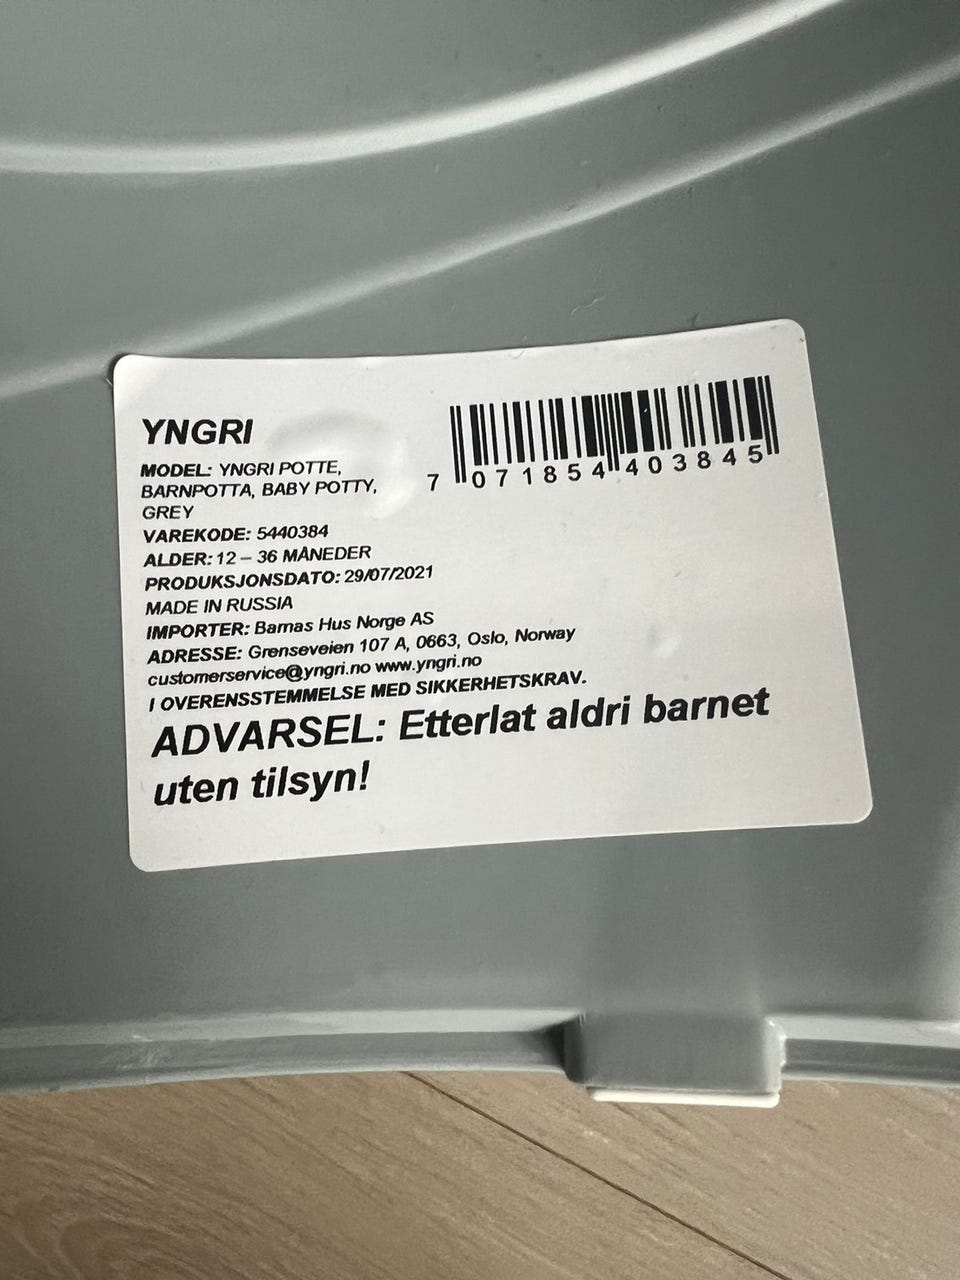 YNGRI
MODEL: YNGRI POTTE,
BARNPOTTA, BABY POTTY,
GREY
VAREKODE: 5440384
ALDER: 12 – 36 MÅNEDER
PRODUKSJONSDATO: 29/07/2021
MADE IN RUSSIA
IMPORTER: Barnas Hus Norge AS
ADRESSE: Grenseveien 107 A, 0663, Oslo, Norway
customerservice@yngri.no www.yngri.no
I OVERENSSTEMMELSE MED SIKKERHETSKRAV.
ADVARSEL: Etterlat aldri barnet
uten tilsyn!
7 071854 403845